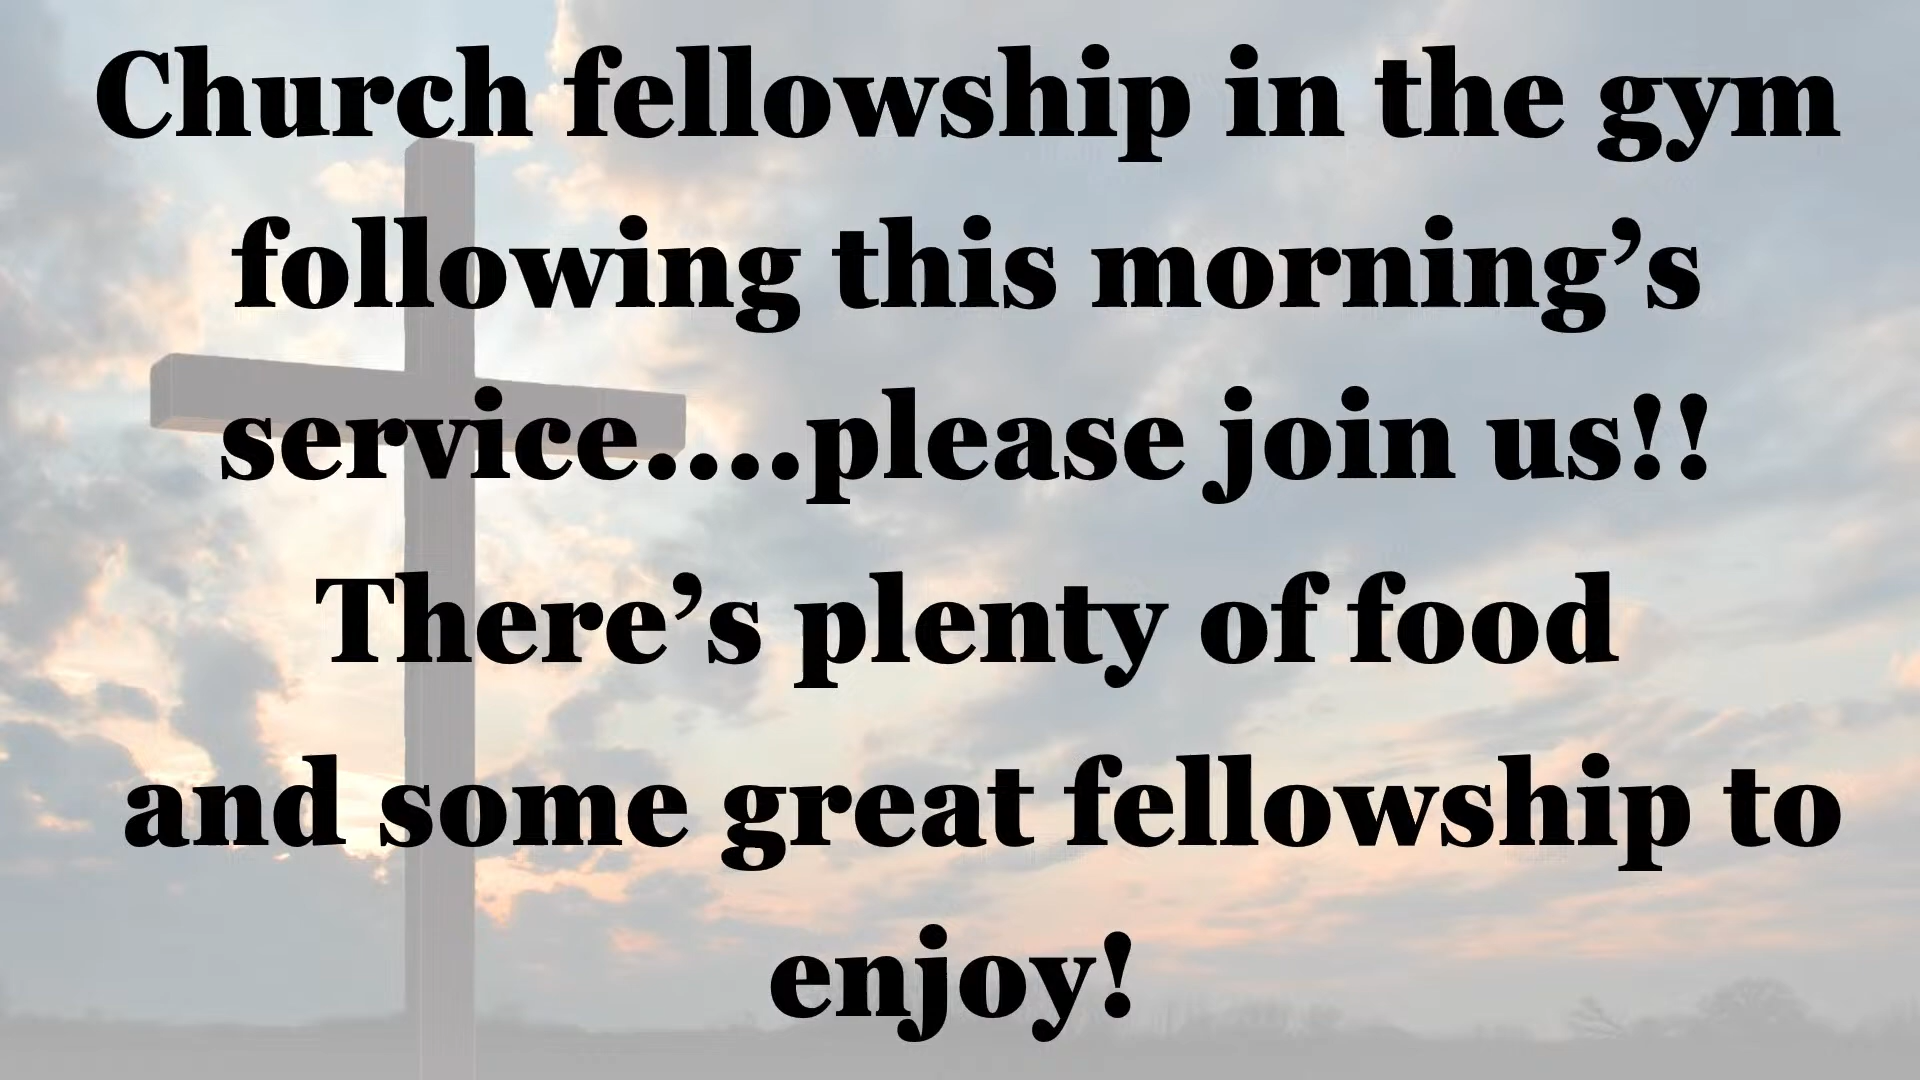 Church fellowship in the gym
following this morning’s
service....please join us!!
There’s plenty of food
and some great fellowship to
enjoy!